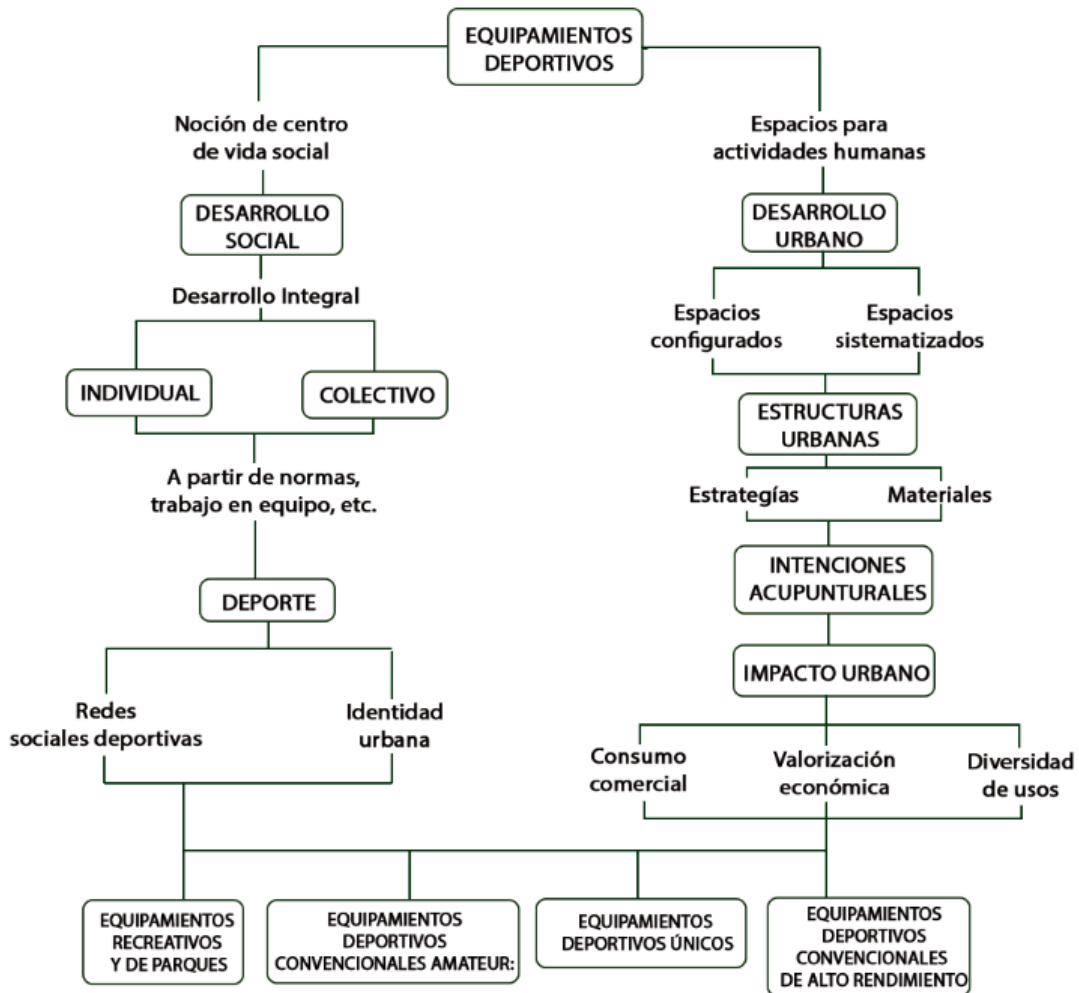 EQUIPAMIENTOS
DEPORTIVOS
Noción de centro
de vida social
DESARROLLO
SOCIAL
Desarrollo Integral
INDIVIDUAL
COLECTIVO
A partir de normas,
trabajo en equipo, etc.
DEPORTE
Redes
sociales deportivas
Identidad
urbana
Espacios para
actividades humanas
DESARROLLO
URBANO
Espacios
configurados
Espacios
sistematizados
ESTRUCTURAS
URBANAS
Estrategías
Materiales
INTENCIONES
ACUPUNTURALES
IMPACTO URBANO
Consumo
comercial
Valorización
económica
Diversidad
de usos
EQUIPAMIENTOS
RECREATIVOS
Y DE PARQUES
EQUIPAMIENTOS
DEPORTIVOS
CONVENCIONALES AMATEUR:
EQUIPAMIENTOS
DEPORTIVOS ÚNICOS
EQUIPAMIENTOS
DEPORTIVOS
CONVENCIONALES
DE ALTO RENDIMIENTO